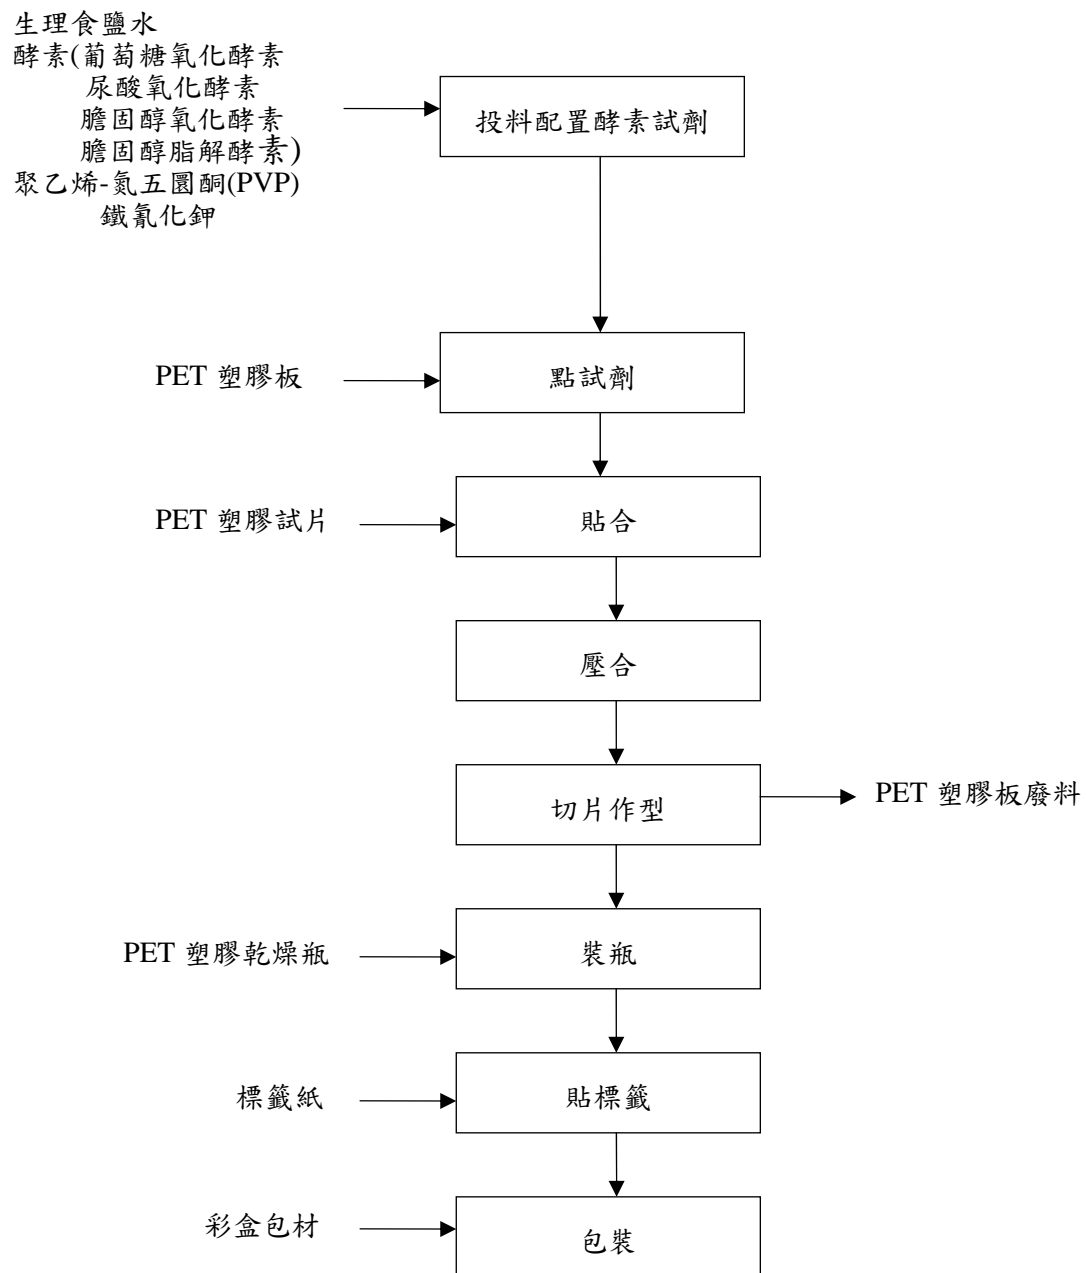 生理食鹽水
酵素(葡萄糖氧化酵素
尿酸氧化酵素
膽固醇氧化酵素
膽固醇脂解酵素)
聚乙烯-氮五圜酮(PVP)
鐵氰化鉀
投料配置酵素試劑
PET 塑膠板
點試劑
PET 塑膠試片
貼合
壓合
切片作型
PET 塑膠板廢料
PET 塑膠乾燥瓶
裝瓶
標籤紙
貼標籤
彩盒包材
包裝